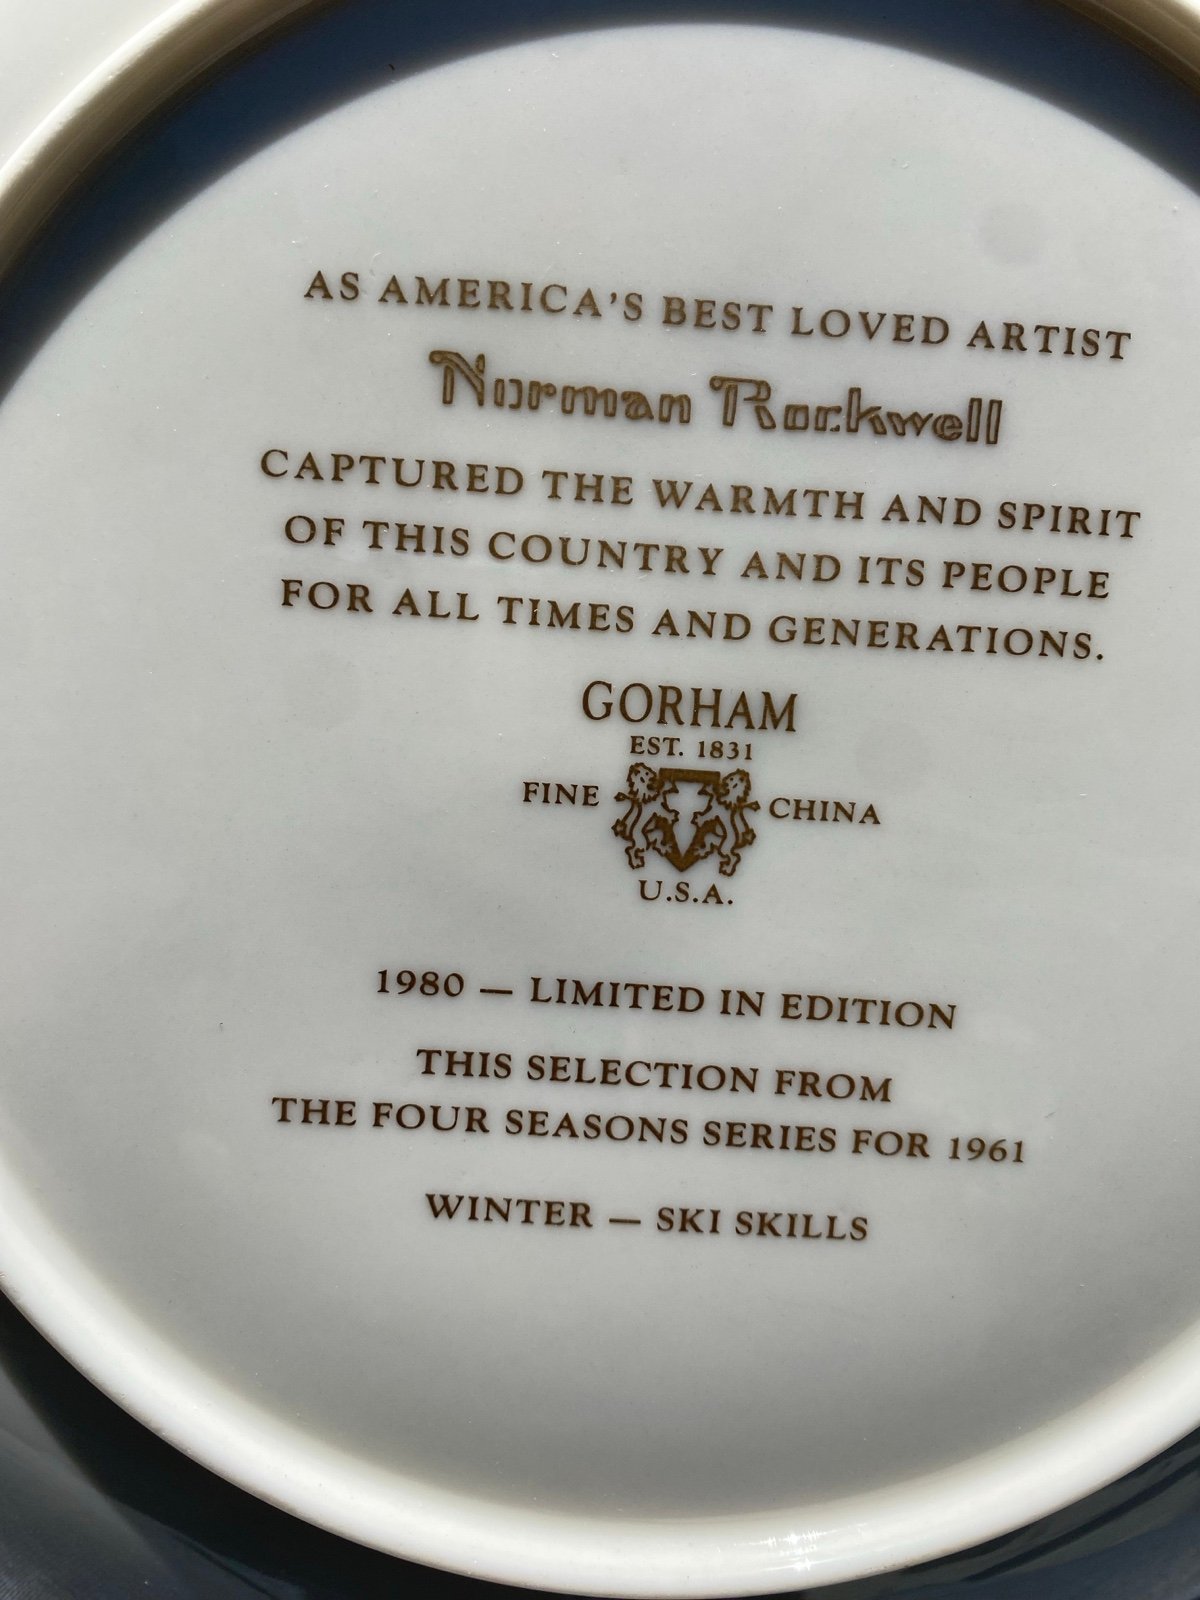 AS AMERICA'S BEST LOVED ARTIST
Norman Rockwell
CAPTURED THE WARMTH AND SPIRIT
OF THIS COUNTRY AND ITS PEOPLE
FOR ALL TIMES AND GENERATIONS.
GORHAM
EST. 1831
FINE CHINA
U.S.A.
1980 — LIMITED IN EDITION
THIS SELECTION FROM
THE FOUR SEASONS SERIES FOR 1961
WINTER — SKI SKILLS